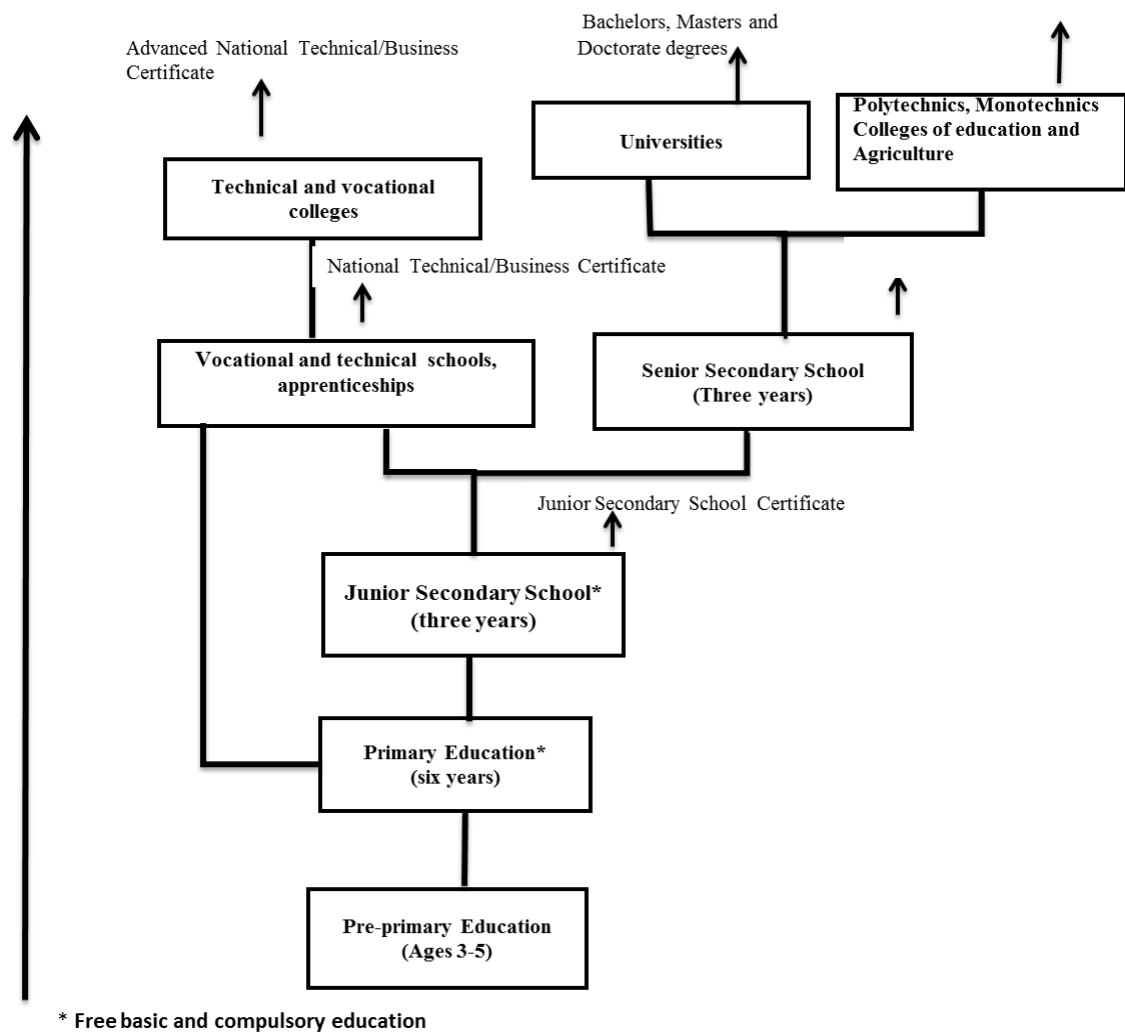 Bachelors, Masters and
Doctorate degrees
Advanced National Technical/Business
Certificate
Polytechnics, Monotechnics
Colleges of education and
Agriculture
Universities
Technical and vocational
colleges
National Technical/Business Certificate
Vocational and technical schools,
apprenticeships
Senior Secondary School
(Three years)
Junior Secondary School Certificate
Junior Secondary School*
(three years)
Primary Education*
(six years)
Pre-primary Education
(Ages 3-5)
* Free basic and compulsory education